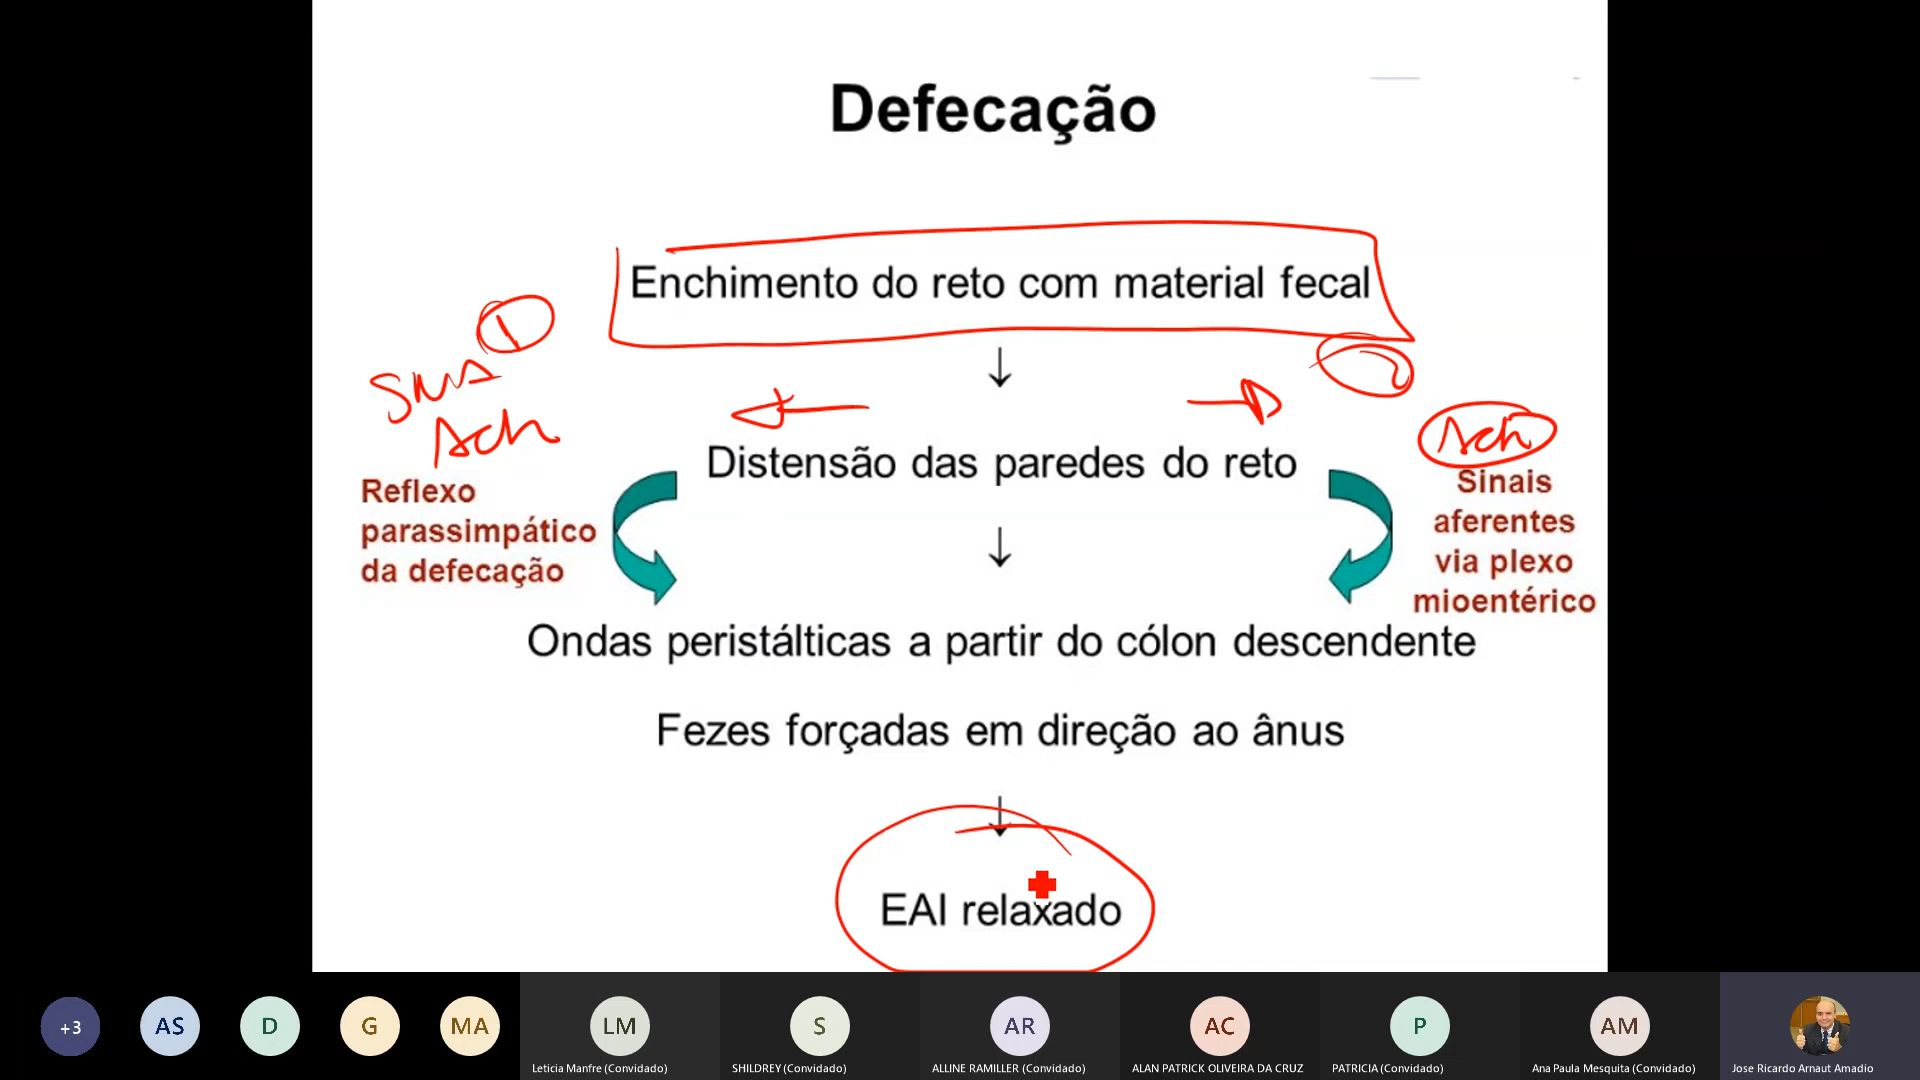 Defecação
Enchimento do reto com material fecal
1
2
SNA
Ach
Ach
Distensão das paredes do reto
Reflexo
parassimpático
da defecação
Sinais
aferentes
via plexo
mioentérico
Ondas peristálticas a partir do cólon descendente
Fezes forçadas em direção ao ânus
EAI relaxado
+3
AS
D
G
MA
LM
S
AR
AC
P
AM
Leticia Manfre (Convidado)
SHILDREY (Convidado)
ALLINE RAMILLER (Convidado)
ALAN PATRICK OLIVEIRA DA CRUZ
PATRICIA (Convidado)
Ana Paula Mesquita (Convidado)
Jose Ricardo Arnaut Amadio